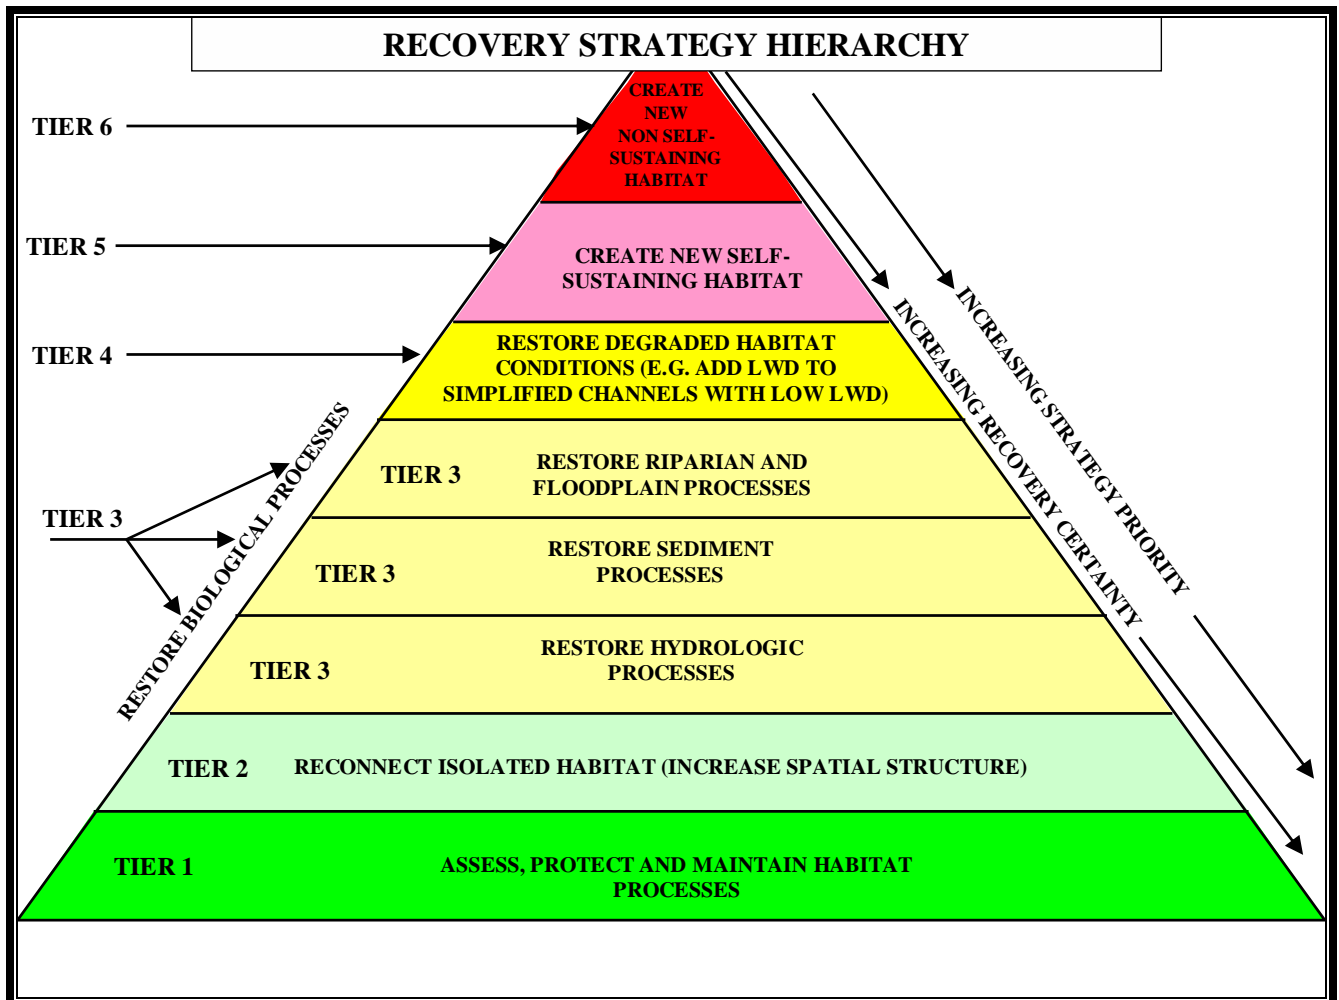 RECOVERY STRATEGY HIERARCHY
TIER 6
CREATE
NEW
NON SELF-
SUSTAINING
HABITAT
TIER 5
CREATE NEW SELF-
SUSTAINING HABITAT
TIER 4
RESTORE DEGRADED HABITAT
CONDITIONS (E.G. ADD LWD TO
SIMPLIFIED CHANNELS WITH LOW LWD)
INCREASING RECOVERY CERTAINTY
INCREASING STRATEGY PRIORITY
TIER 3
RESTORE BIOLOGICAL PROCESSES
TIER 3
RESTORE RIPARIAN AND
FLOODPLAIN PROCESSES
TIER 3
RESTORE SEDIMENT
PROCESSES
TIER 3
RESTORE HYDROLOGIC
PROCESSES
TIER 2
RECONNECT ISOLATED HABITAT (INCREASE SPATIAL STRUCTURE)
TIER 1
ASSESS, PROTECT AND MAINTAIN HABITAT
PROCESSES